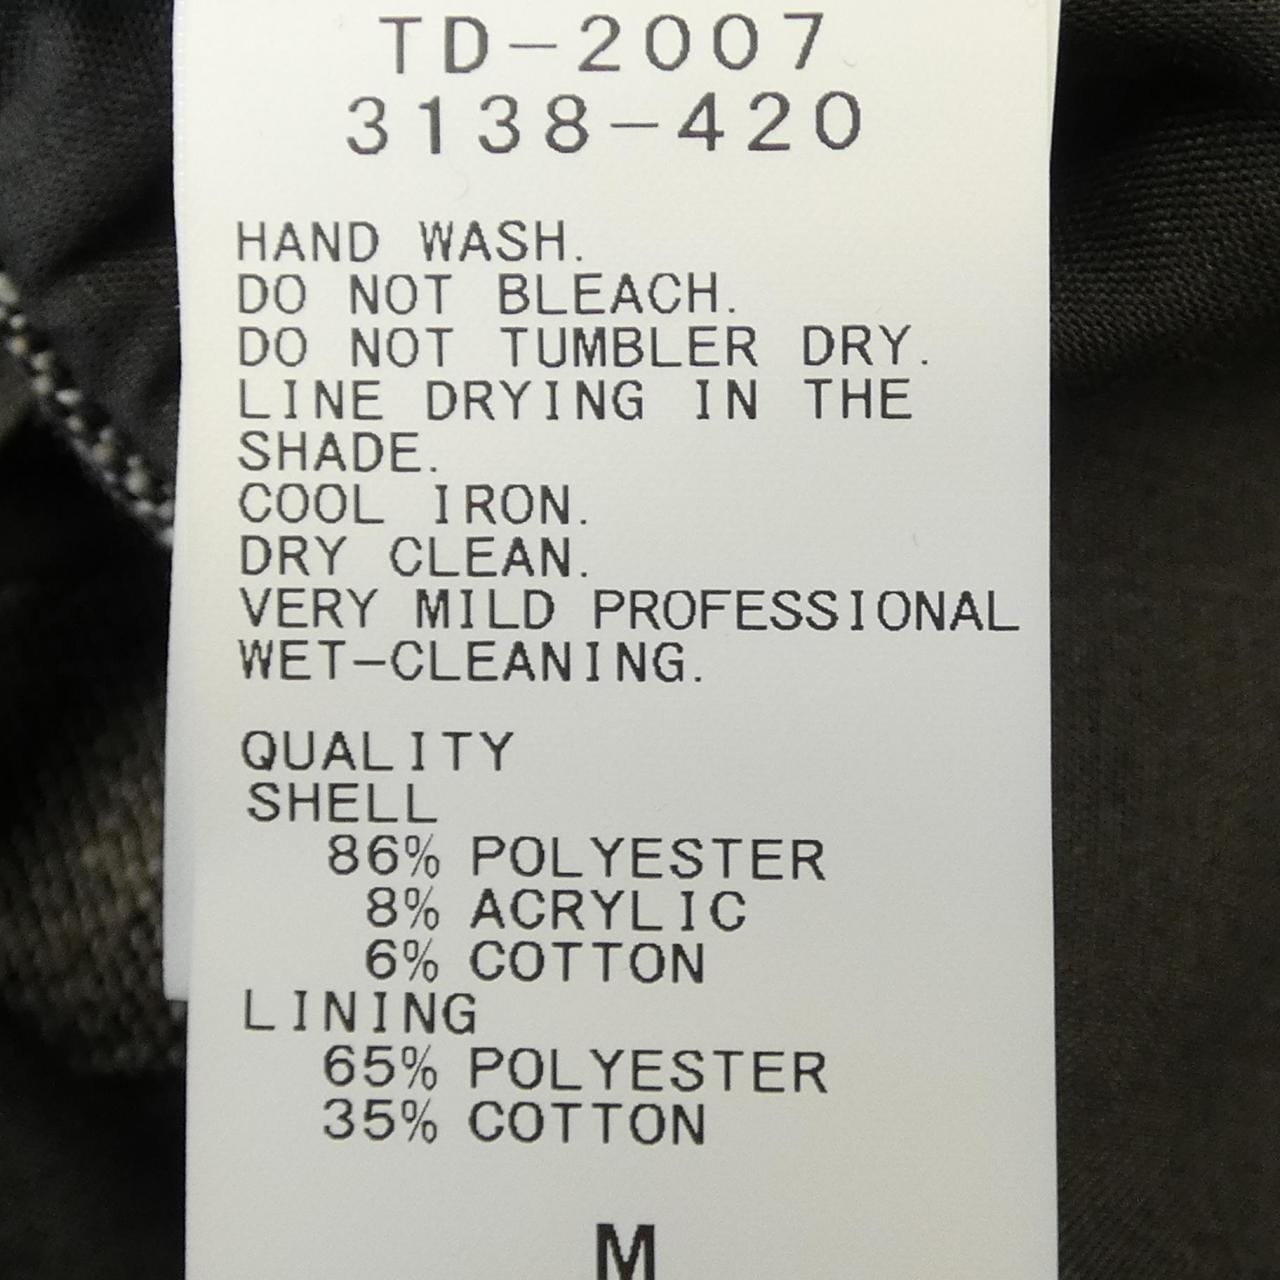 TD-2007
3138-420
HAND WASH.
DO NOT BLEACH.
DO NOT TUMBLER DRY.
LINE DRYING IN THE
SHADE.
COOL IRON.
DRY CLEAN.
VERY MILD PROFESSIONAL
WET-CLEANING.
QUALITY
SHELL
86% POLYESTER
8% ACRYLIC
6% COTTON
LINING
65% POLYESTER
35% COTTON
M